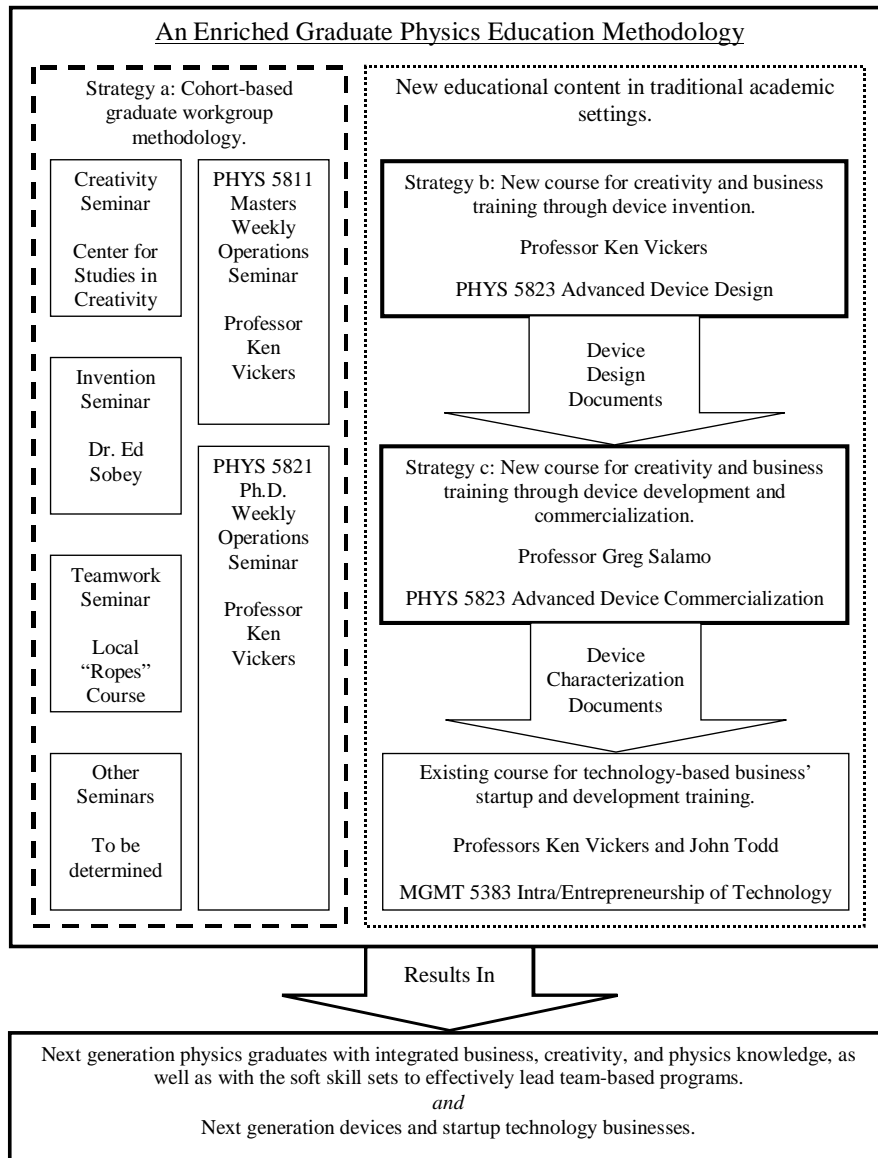 An Enriched Graduate Physics Education Methodology
Strategy a: Cohort-based
graduate workgroup
methodology.
Creativity
Seminar
Center for
Studies in
Creativity
Invention
Seminar
Dr. Ed
Sobey
Teamwork
Seminar
Local
“Ropes”
Course
Other
Seminars
To be
determined
PHYS 5811
Masters
Weekly
Operations
Seminar
Professor
Ken
Vickers
PHYS 5821
Ph.D.
Weekly
Operations
Seminar
Professor
Ken
Vickers
New educational content in traditional academic
settings.
Strategy b: New course for creativity and business
training through device invention.
Professor Ken Vickers
PHYS 5823 Advanced Device Design
Device
Design
Documents
Strategy c: New course for creativity and business
training through device development and
commercialization.
Professor Greg Salamo
PHYS 5823 Advanced Device Commercialization
Device
Characterization
Documents
Existing course for technology-based business’
startup and development training.
Professors Ken Vickers and John Todd
MGMT 5383 Intra/Entrepreneurship of Technology
Results In
Next generation physics graduates with integrated business, creativity, and physics knowledge, as
well as with the soft skill sets to effectively lead team-based programs.
and
Next generation devices and startup technology businesses.